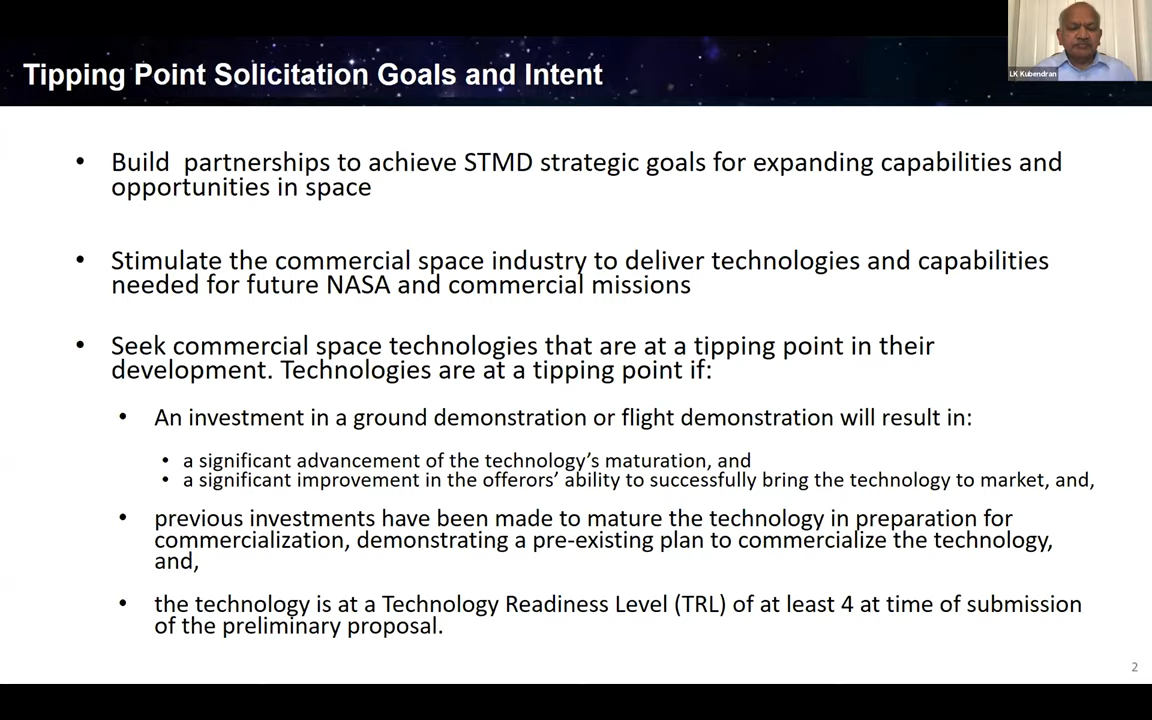 Tipping Point Solicitation Goals and Intent
LK Kubendran
• Build  partnerships to achieve STMD strategic goals for expanding capabilities and
opportunities in space
• Stimulate the commercial space industry to deliver technologies and capabilities
needed for future NASA and commercial missions
• Seek commercial space technologies that are at a tipping point in their
development. Technologies are at a tipping point if:
• An investment in a ground demonstration or flight demonstration will result in:
• a significant advancement of the technology’s maturation, and
• a significant improvement in the offerors’ ability to successfully bring the technology to market, and,
• previous investments have been made to mature the technology in preparation for
commercialization, demonstrating a pre-existing plan to commercialize the technology,
and,
• the technology is at a Technology Readiness Level (TRL) of at least 4 at time of submission
of the preliminary proposal.
2